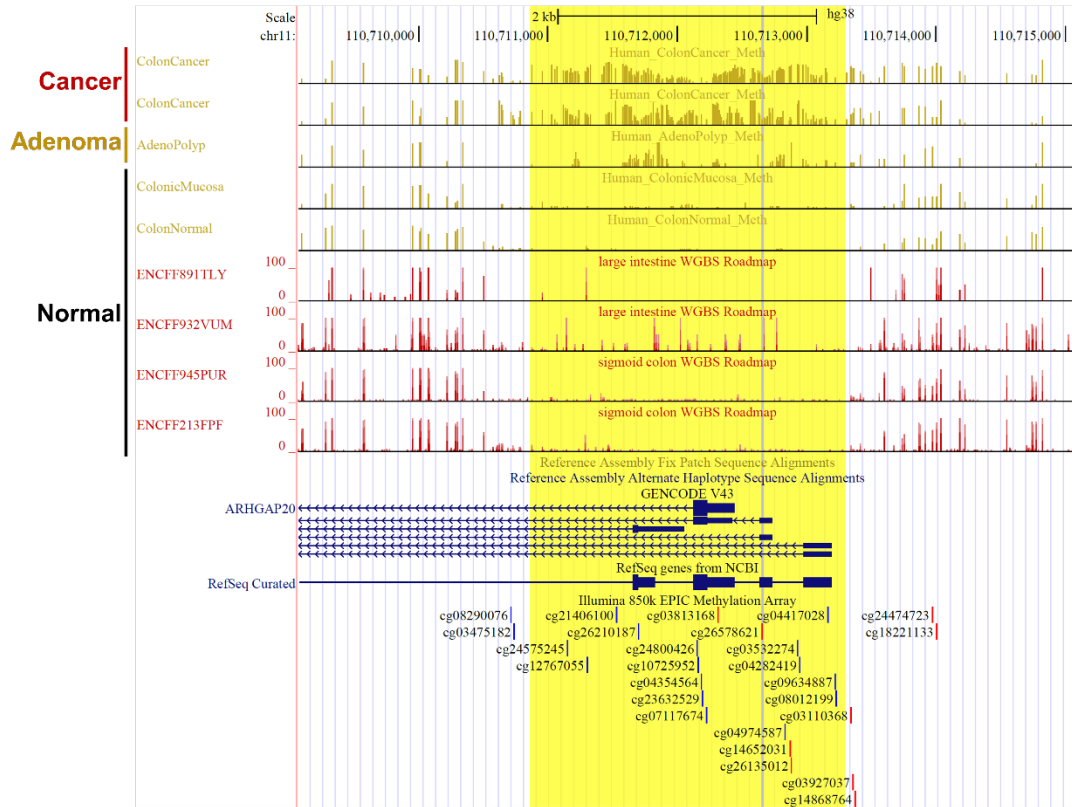 Scale 2 kb hg38
chr11: 110,710,000 110,711,000 110,712,000 110,713,000 110,714,000 110,715,000
Cancer
ColonCancer Human_ColonCancer_Meth
ColonCancer Human_ColonCancer_Meth
Adenoma
AdenoPolyp Human_AdenoPolyp_Meth
Normal
ColonicMucosa Human_ColonicMucosa_Meth
ColonNormal Human_ColonNormal_Meth
large intestine WGBS Roadmap
ENCFF891TLY 100
0
large intestine WGBS Roadmap
ENCFF932VUM 100
0
sigmoid colon WGBS Roadmap
ENCFF945PUR 100
0
sigmoid colon WGBS Roadmap
ENCFF213FPF 100
0
Reference Assembly Fix Patch Sequence Alignments
Reference Assembly Alternate Haplotype Sequence Alignments
GENCODE V43
ARHGAP20
RefSeq genes from NCBI
RefSeq Curated
Illumina 850k EPIC Methylation Array
cg08290076 cg21406100 cg03813168 cg04417028 cg24474723
cg03475182 cg26210187 cg26578621 cg18221133
cg24575245 cg24800426 cg03532274
cg12767055 cg10725952 cg04282419
cg04354564 cg09634887
cg23632529 cg08012199
cg07117674 cg03110368
cg04974587
cg14652031
cg26135012
cg03927037
cg14868764